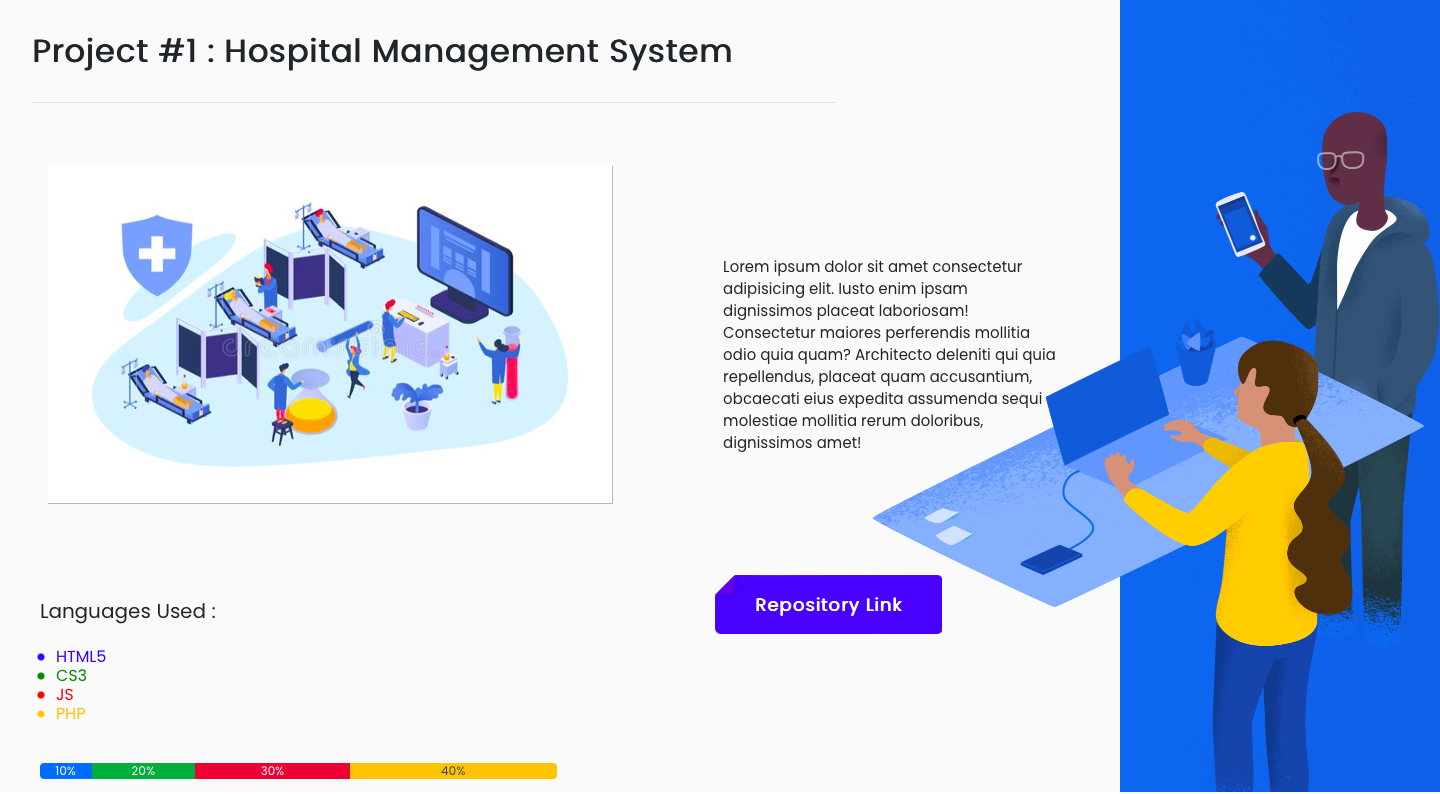 Project #1 : Hospital Management System
Lorem ipsum dolor sit amet consectetur
adipisicing elit. Iusto enim ipsam
dignissimos placeat laboriosam!
Consectetur maiores perferendis mollitia
odio quia quam? Architecto deleniti qui quia
repellendus, placeat quam accusantium,
obcaecati eius expedita assumenda sequi
molestiae mollitia rerum doloribus,
dignissimos amet!
Repository Link
Languages Used :
HTML5
CS3
JS
PHP
10% 20% 30% 40%